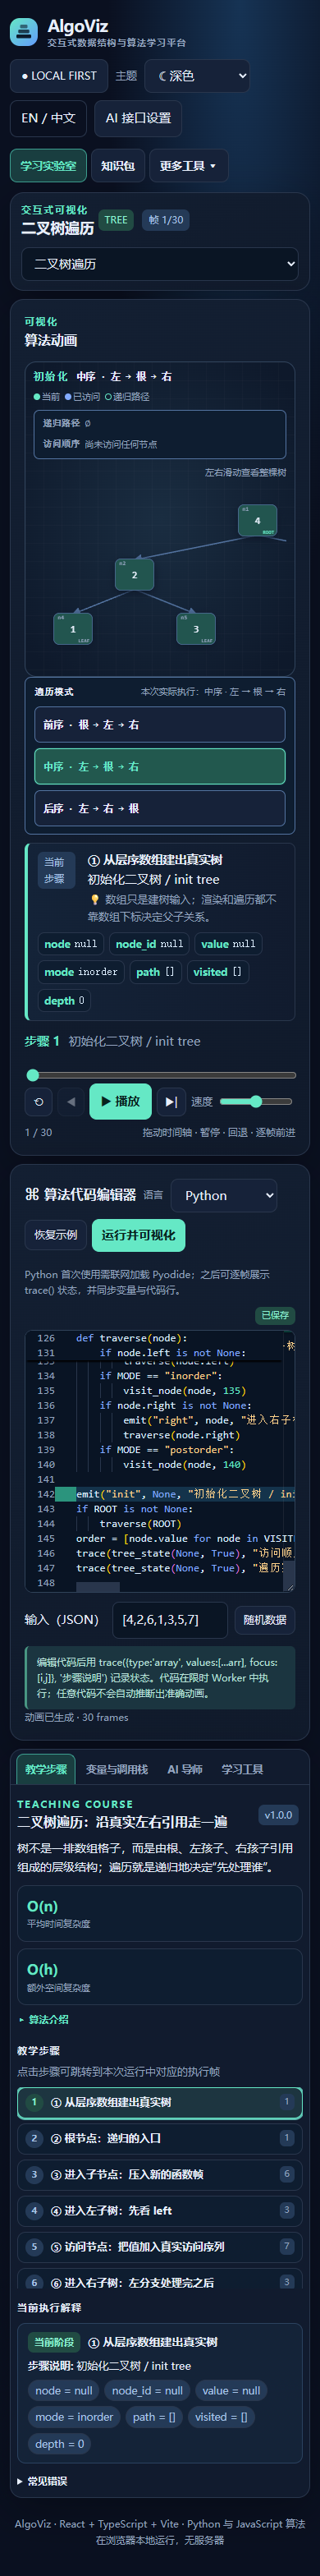 AlgoViz
交互式数据结构与算法学习平台
● LOCAL FIRST 主题 ☾ 深色
EN / 中文 AI 接口设置
学习实验室 知识包 更多工具 ▼
交互式可视化
二叉树遍历 TREE 帧 1/30
二叉树遍历
可视化
算法动画
初始化 中序 · 左 → 根 → 右
当前 已访问 递归路径
递归路径 ∅
访问顺序 尚未访问任何节点
左右滑动查看整棵树
n1
4
ROOT
n2
2
n4
1
LEAF
n5
3
LEAF
遍历模式 本次实际执行：中序 · 左 → 根 → 右
前序 · 根 → 左 → 右
中序 · 左 → 根 → 右
后序 · 左 → 右 → 根
当前步骤
① 从层序数组建出真实树
初始化二叉树 / init tree
💡 数组只是建树输入；渲染和遍历都不
靠数组下标决定父子关系。
node null node_id null value null
mode inorder path [] visited []
depth 0
步骤 1 初始化二叉树 / init tree
⟲ ◀ ▶ 播放 ▶| 速度
1 / 30 拖动时间轴 · 暂停 · 回退 · 逐帧前进
⌘ 算法代码编辑器 语言 Python
恢复示例 运行并可视化
Python 首次使用需联网加载 Pyodide；之后可逐帧展示
trace() 状态，并同步变量与代码行。
已保存
126 def traverse(node):
131 if node.left is not None:
133 traverse(node.left)
134 if MODE == "inorder":
135 visit_node(node, 135)
136 if node.right is not None:
137 emit("right", node, "进入右子
138 traverse(node.right)
139 if MODE == "postorder":
140 visit_node(node, 140)
141
142 emit("init", None, "初始化二叉树 / in
143 if ROOT is not None:
144 traverse(ROOT)
145 order = [node.value for node in VISIT
146 trace(tree_state(None, True), "访问顺
147 trace(tree_state(None, True), "遍历
148
输入（JSON） [4,2,6,1,3,5,7] 随机数据
编辑代码后用 trace({type:'array', values:[...arr], focus:
[i,j]}, '步骤说明') 记录状态。代码在限时 Worker 中执
行；任意代码不会自动推断出准确动画。
动画已生成 · 30 frames
教学步骤 变量与调用栈 AI 导师 学习工具
TEACHING COURSE
二叉树遍历：沿真实左右引用走一遍 v1.0.0
树不是一排数组格子，而是由根、左孩子、右孩子引用
组成的层级结构；遍历就是递归地决定“先处理谁”。
O(n)
平均时间复杂度
O(h)
额外空间复杂度
▸ 算法介绍
教学步骤
点击步骤可跳转到本次运行中对应的执行帧
1 ① 从层序数组建出真实树 1
2 ② 根节点：递归的入口 1
3 ③ 进入子节点：压入新的函数帧 6
4 ④ 进入左子树：先看 left 3
5 ⑤ 访问节点：把值加入真实访问序列 7
6 ⑥ 进入右子树：左分支处理完之后 3
当前执行解释
当前阶段 ① 从层序数组建出真实树
步骤说明: 初始化二叉树 / init tree
node = null node_id = null value = null
mode = inorder path = [] visited = []
depth = 0
▸ 常见错误
AlgoViz · React + TypeScript + Vite · Python 与 JavaScript 算法
在浏览器本地运行，无服务器